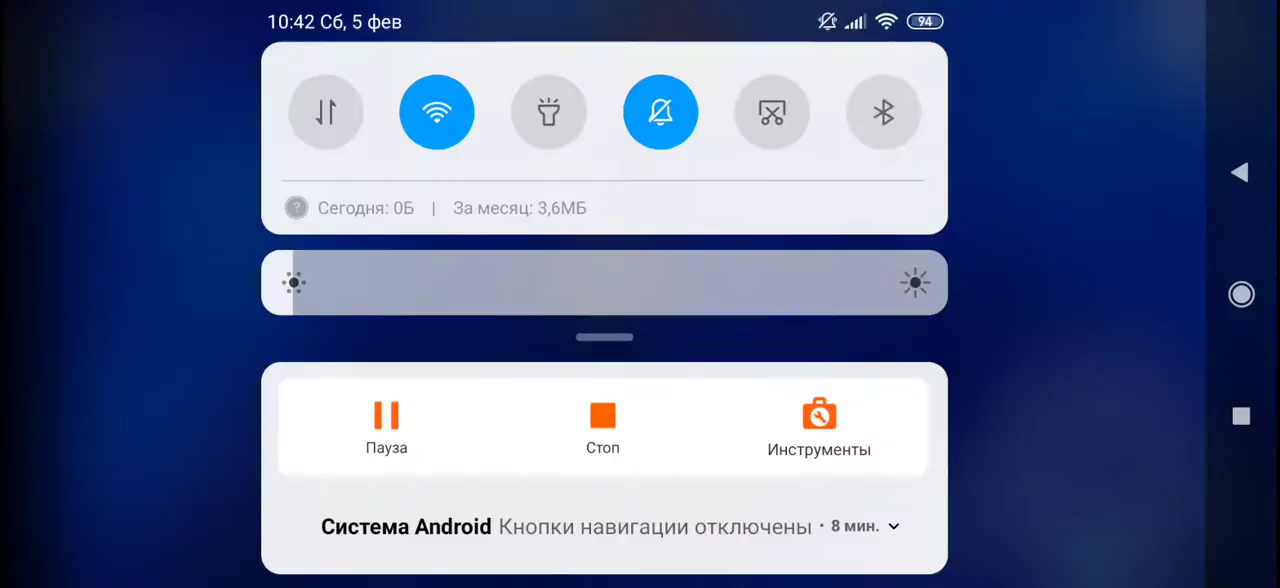 10:42 Сб, 5 фев
94
? Сегодня: 0Б | За месяц: 3,6МБ
Пауза Стоп Инструменты
Система Android Кнопки навигации отключены · 8 мин.